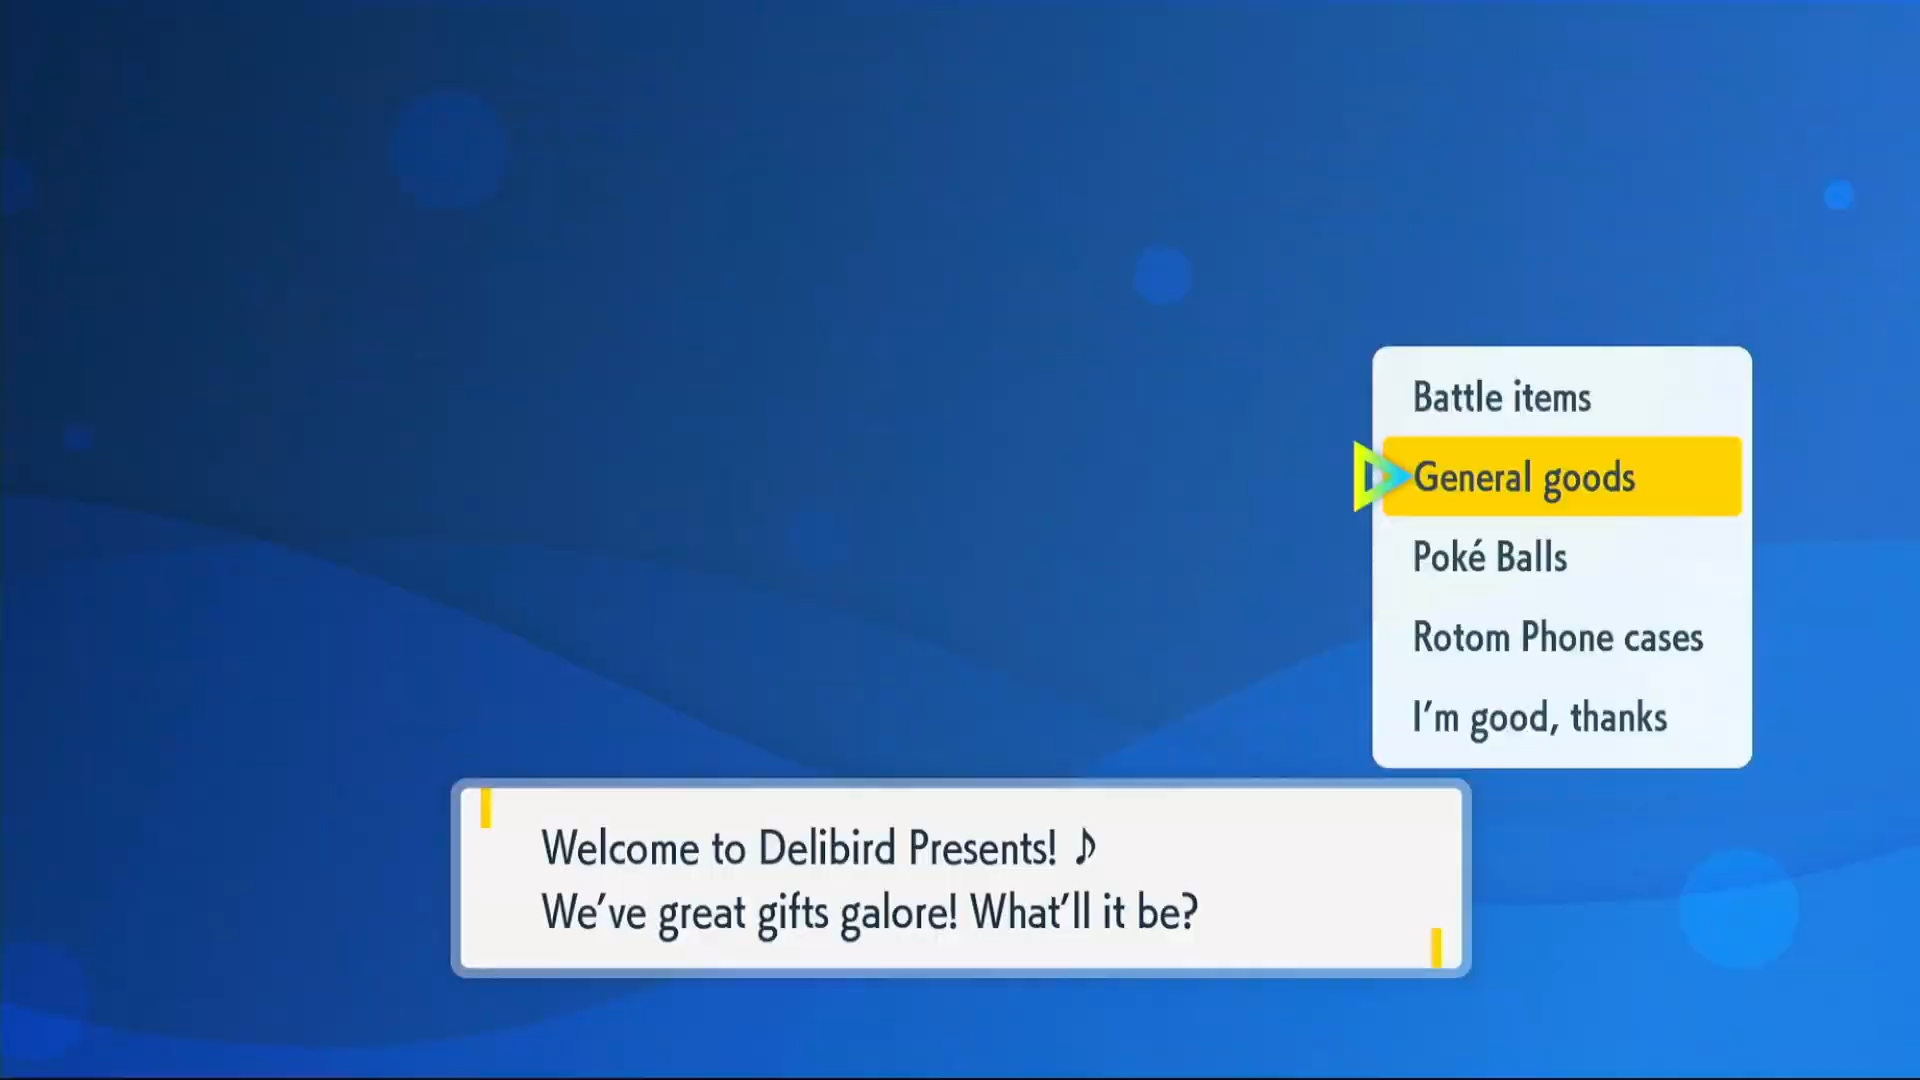 Battle items
General goods
Poké Balls
Rotom Phone cases
I'm good, thanks
Welcome to Delibird Presents! ♪
We've great gifts galore! What'll it be?